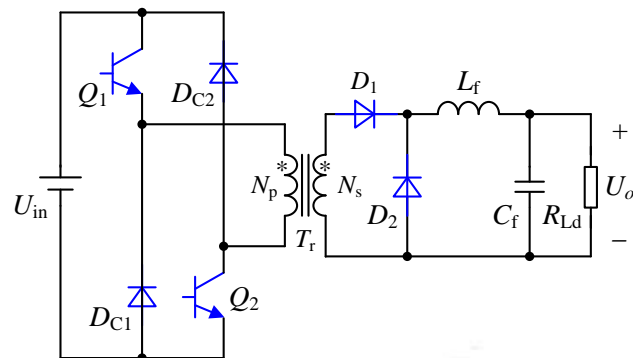 Q1
DC2
D1
Lf
+
*
*
Uin
Np
Ns
D2
Cf
RLd
Uo
Tr
−
DC1
Q2